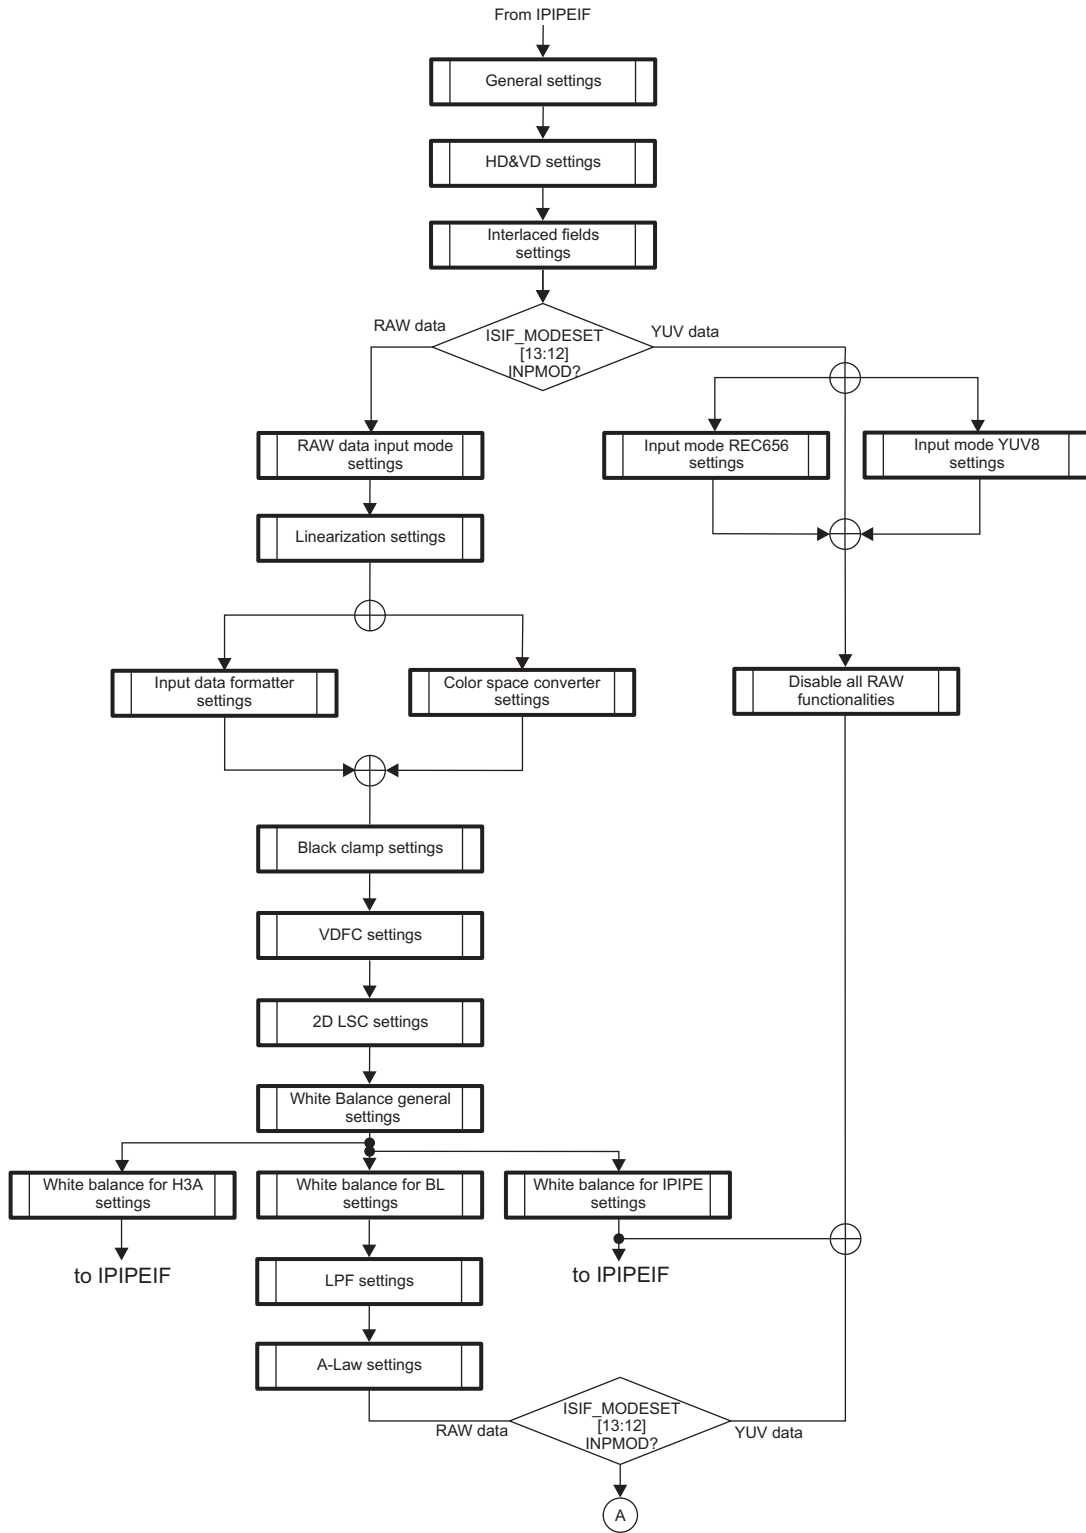 From IPIPEIF
General settings
HD&VD settings
Interlaced fields
settings
RAW data
ISIF_MODESET
[13:12]
INPMOD?
YUV data
RAW data input mode
settings
Input mode REC656
settings
Input mode YUV8
settings
Linearization settings
Input data formatter
settings
Color space converter
settings
Disable all RAW
functionalities
Black clamp settings
VDFC settings
2D LSC settings
White Balance general
settings
White balance for H3A
settings
White balance for BL
settings
White balance for IPIPE
settings
to IPIPEIF
LPF settings
to IPIPEIF
A-Law settings
RAW data
ISIF_MODESET
[13:12]
INPMOD?
YUV data
A